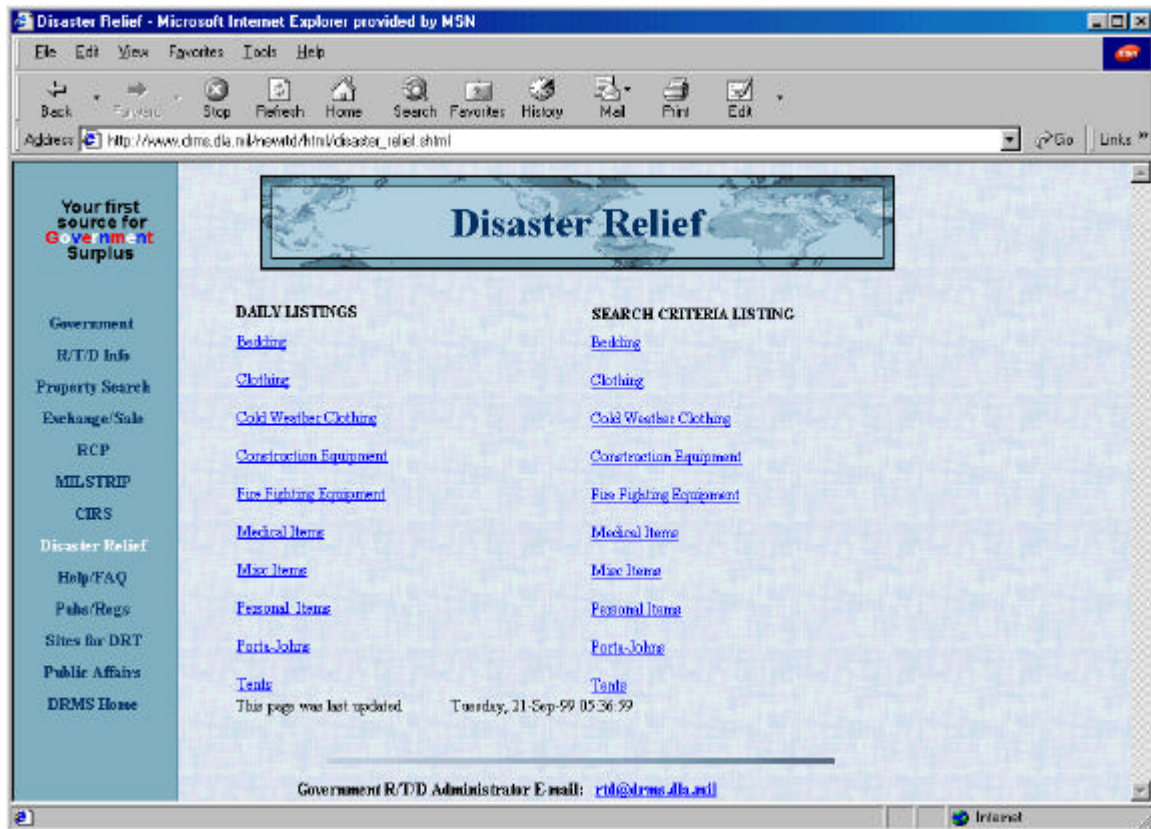 Disaster Relief - Microsoft Internet Explorer provided by MSN
File Edit View Favorites Tools Help
Back Forward Stop Refresh Home Search Favorites History Mail Print Edit
Address http://www.drms.dla.mil/newrtd/html/disaster_relief.shtml Go Links »
Your first
source for
Government
Surplus
Government
R/T/D Info
Property Search
Exchange/Sale
RCP
MILSTRIP
CIRS
Disaster Relief
Help/FAQ
Pubs/Regs
Sites for DRT
Public Affairs
DRMS Home
Disaster Relief
DAILY LISTINGS
Bedding
Clothing
Cold Weather Clothing
Construction Equipment
Fire Fighting Equipment
Medical Items
Misc Items
Personal Items
Porta-Johns
Tents
SEARCH CRITERIA LISTING
Bedding
Clothing
Cold Weather Clothing
Construction Equipment
Fire Fighting Equipment
Medical Items
Misc Items
Personal Items
Porta-Johns
Tents
This page was last updated Tuesday, 21-Sep-99 05:36:59
Government R/T/D Administrator E-mail: rtd@drms.dla.mil
Internet